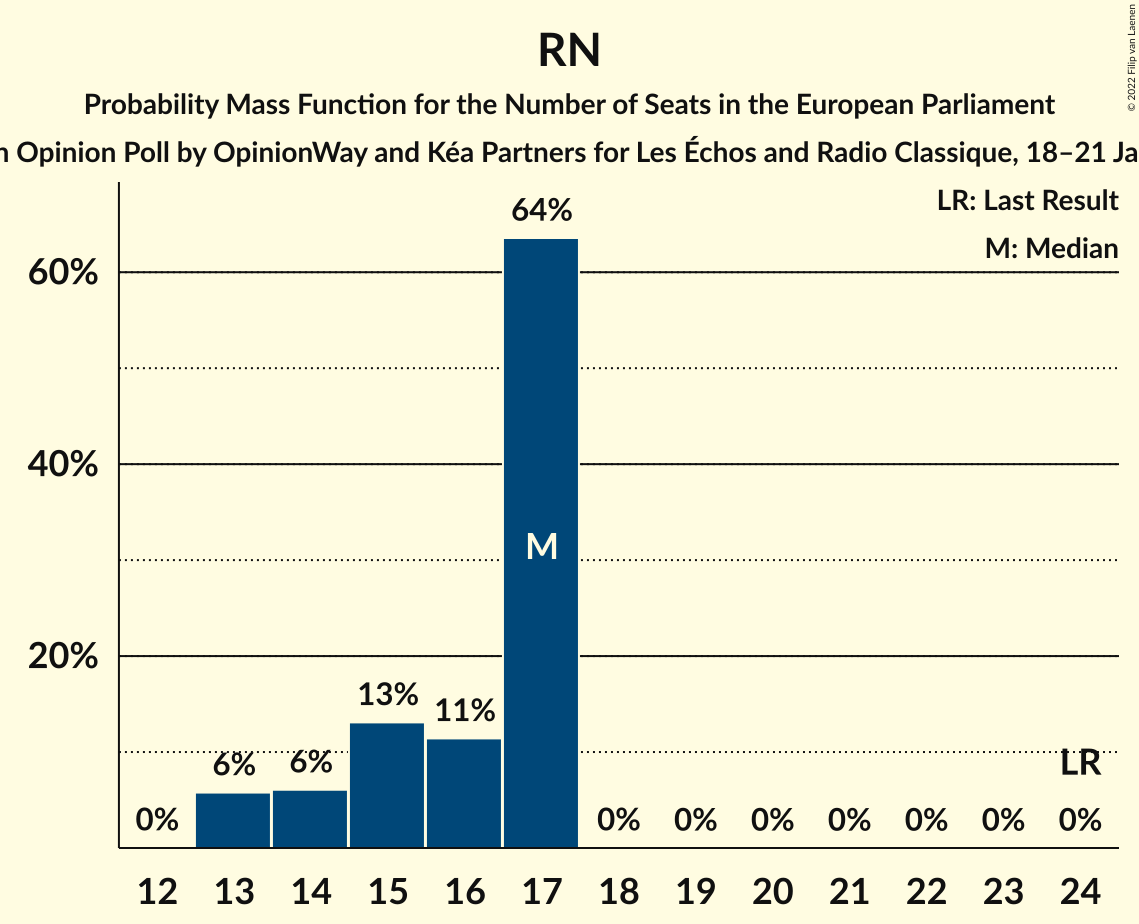 RN
Probability Mass Function for the Number of Seats in the European Parliament
Opinion Poll by OpinionWay and Kéa Partners for Les Échos and Radio Classique, 18–21
© 2022 Filip van Laenen
LR: Last Result
M: Median
64%
60%
40%
M
20%
13%
11%
6%
6%
LR
0%
0%
0%
0%
0%
0%
0%
0%
12 13 14 15 16 17 18 19 20 21 22 23 24